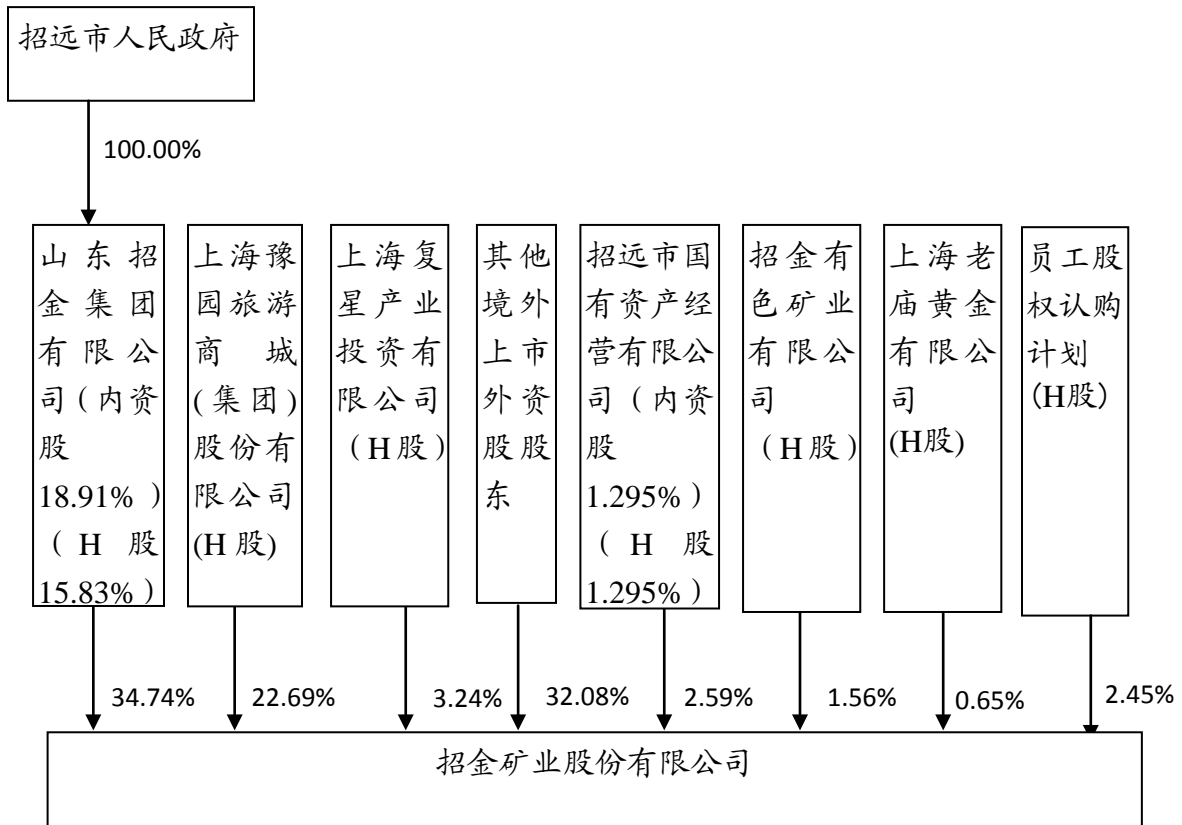 招远市人民政府
100.00%
山东招
金集团
有限公
司（内资
股
18.91%）
（H股
15.83%）
上海豫
园旅游
商城
(集团)
股份有
限公司
(H股)
上海复
星产业
投资有
限公司
（H股）
其他
境外
上市
外资
股股
东
招远市国
有资产经
营有限公
司（内资
股
1.295%）
（H股
1.295%）
招金有
色矿业
有限公
司
（H股）
上海老
庙黄金
有限公
司
(H股)
员工股
权认购
计划
(H股)
34.74%
22.69%
3.24%
32.08%
2.59%
1.56%
0.65%
2.45%
招金矿业股份有限公司